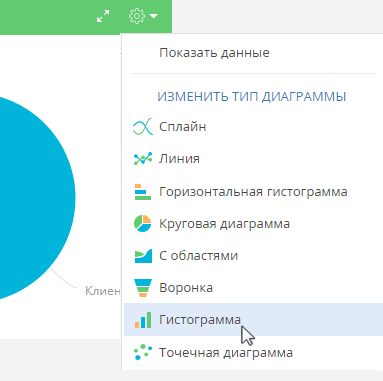 Показать данные
ИЗМЕНИТЬ ТИП ДИАГРАММЫ
Сплайн
Линия
Горизонтальная гистограмма
Круговая диаграмма
С областями
Воронка
Клиен
Гистограмма
Точечная диаграмма